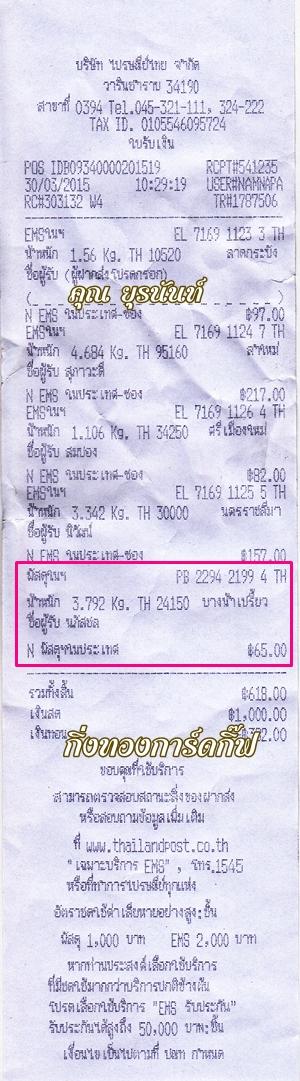 บริษัท ไปรษณีย์ไทย จำกัด
วารินชำราบ 34190
สาขาที่ 0394 Tel.045-321-111, 324-222
TAX ID. 0105546095724
ใบรับเงิน
POS IDB09340000201519 RCPT#541235
30/03/2015 10:29:19 USER#NAMNAPA
RC#303132 W4 TR#1787506
EMSในฯ EL 7169 1123 3 TH
น้ำหนัก 1.56 Kg. TH 10520 ลาดกระบัง
ชื่อผู้รับ (ผู้ฝากส่งโปรดกรอก)
คุณ ยุรนันท์
N EMS ในประเทศ-ซอง ฿97.00
EMSในฯ EL 7169 1124 7 TH
น้ำหนัก 4.684 Kg. TH 95160
ชื่อผู้รับ สุภาวะดี
N EMS ในประเทศ-ซอง ฿217.00
EMSในฯ EL 7169 1126 4 TH
น้ำหนัก 1.106 Kg. TH 34250 ศรีเมืองใหม่
ชื่อผู้รับ สมปอง
N EMS ในประเทศ-ซอง ฿82.00
EMSในฯ EL 7169 1125 5 TH
น้ำหนัก 3.342 Kg. TH 30000 นครราชสีมา
ชื่อผู้รับ นิวัฒน์
N EMS ในประเทศ-ซอง ฿157.00
พัสดุในฯ PB 2294 2199 4 TH
น้ำหนัก 3.792 Kg. TH 24150 บางน้ำเปรี้ยว
ชื่อผู้รับ นภัสชล
N พัสดุฯในประเทศ ฿65.00
รวมทั้งสิ้น ฿618.00
เงินสด ฿1,000.00
เงินทอน ฿382.00
กิ่งทองการ์ดกิ๊ฟ
ขอบคุณที่ใช้บริการ
สามารถตรวจสอบสถานะสิ่งของฝากส่ง
หรือสอบถามข้อมูลเพิ่มเติม
ที่ www.thailandpost.co.th
"เฉพาะบริการ EMS", โทร.1545
หรือที่ทำการไปรษณีย์ทุกแห่ง
อัตราชดใช้ค่าเสียหายอย่างสูง:ชิ้น
พัสดุ 1,000 บาท EMS 2,000 บาท
หากท่านประสงค์เลือกใช้บริการ
ที่มีชดใช้มากกว่าบริการปกติข้างต้น
โปรดเลือกใช้บริการ "EMS รับประกัน"
รับประกันได้สูงถึง 50,000 บาท:ชิ้น
เงื่อนไขเป็นไปตามที่ ปณท กำหนด